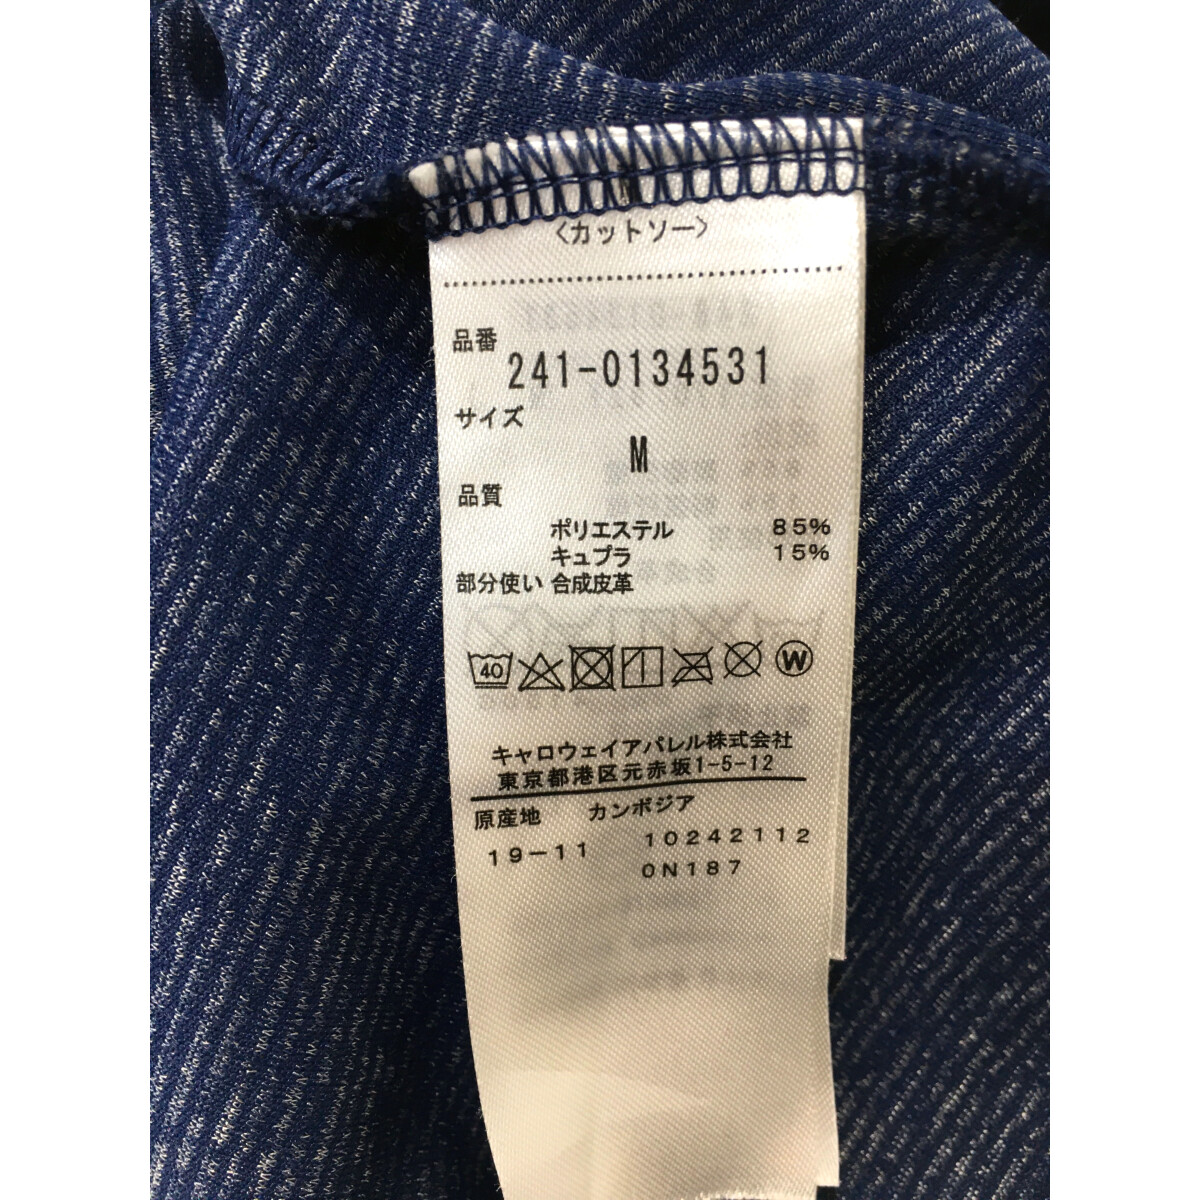 〈カットソー〉
品番
241-0134531
サイズ
M
品質
ポリエステル 85%
キュプラ 15%
部分使い 合成皮革
40 W
キャロウェイアパレル株式会社
東京都港区元赤坂1-5-12
原産地 カンボジア
19-11 10242112
0N187